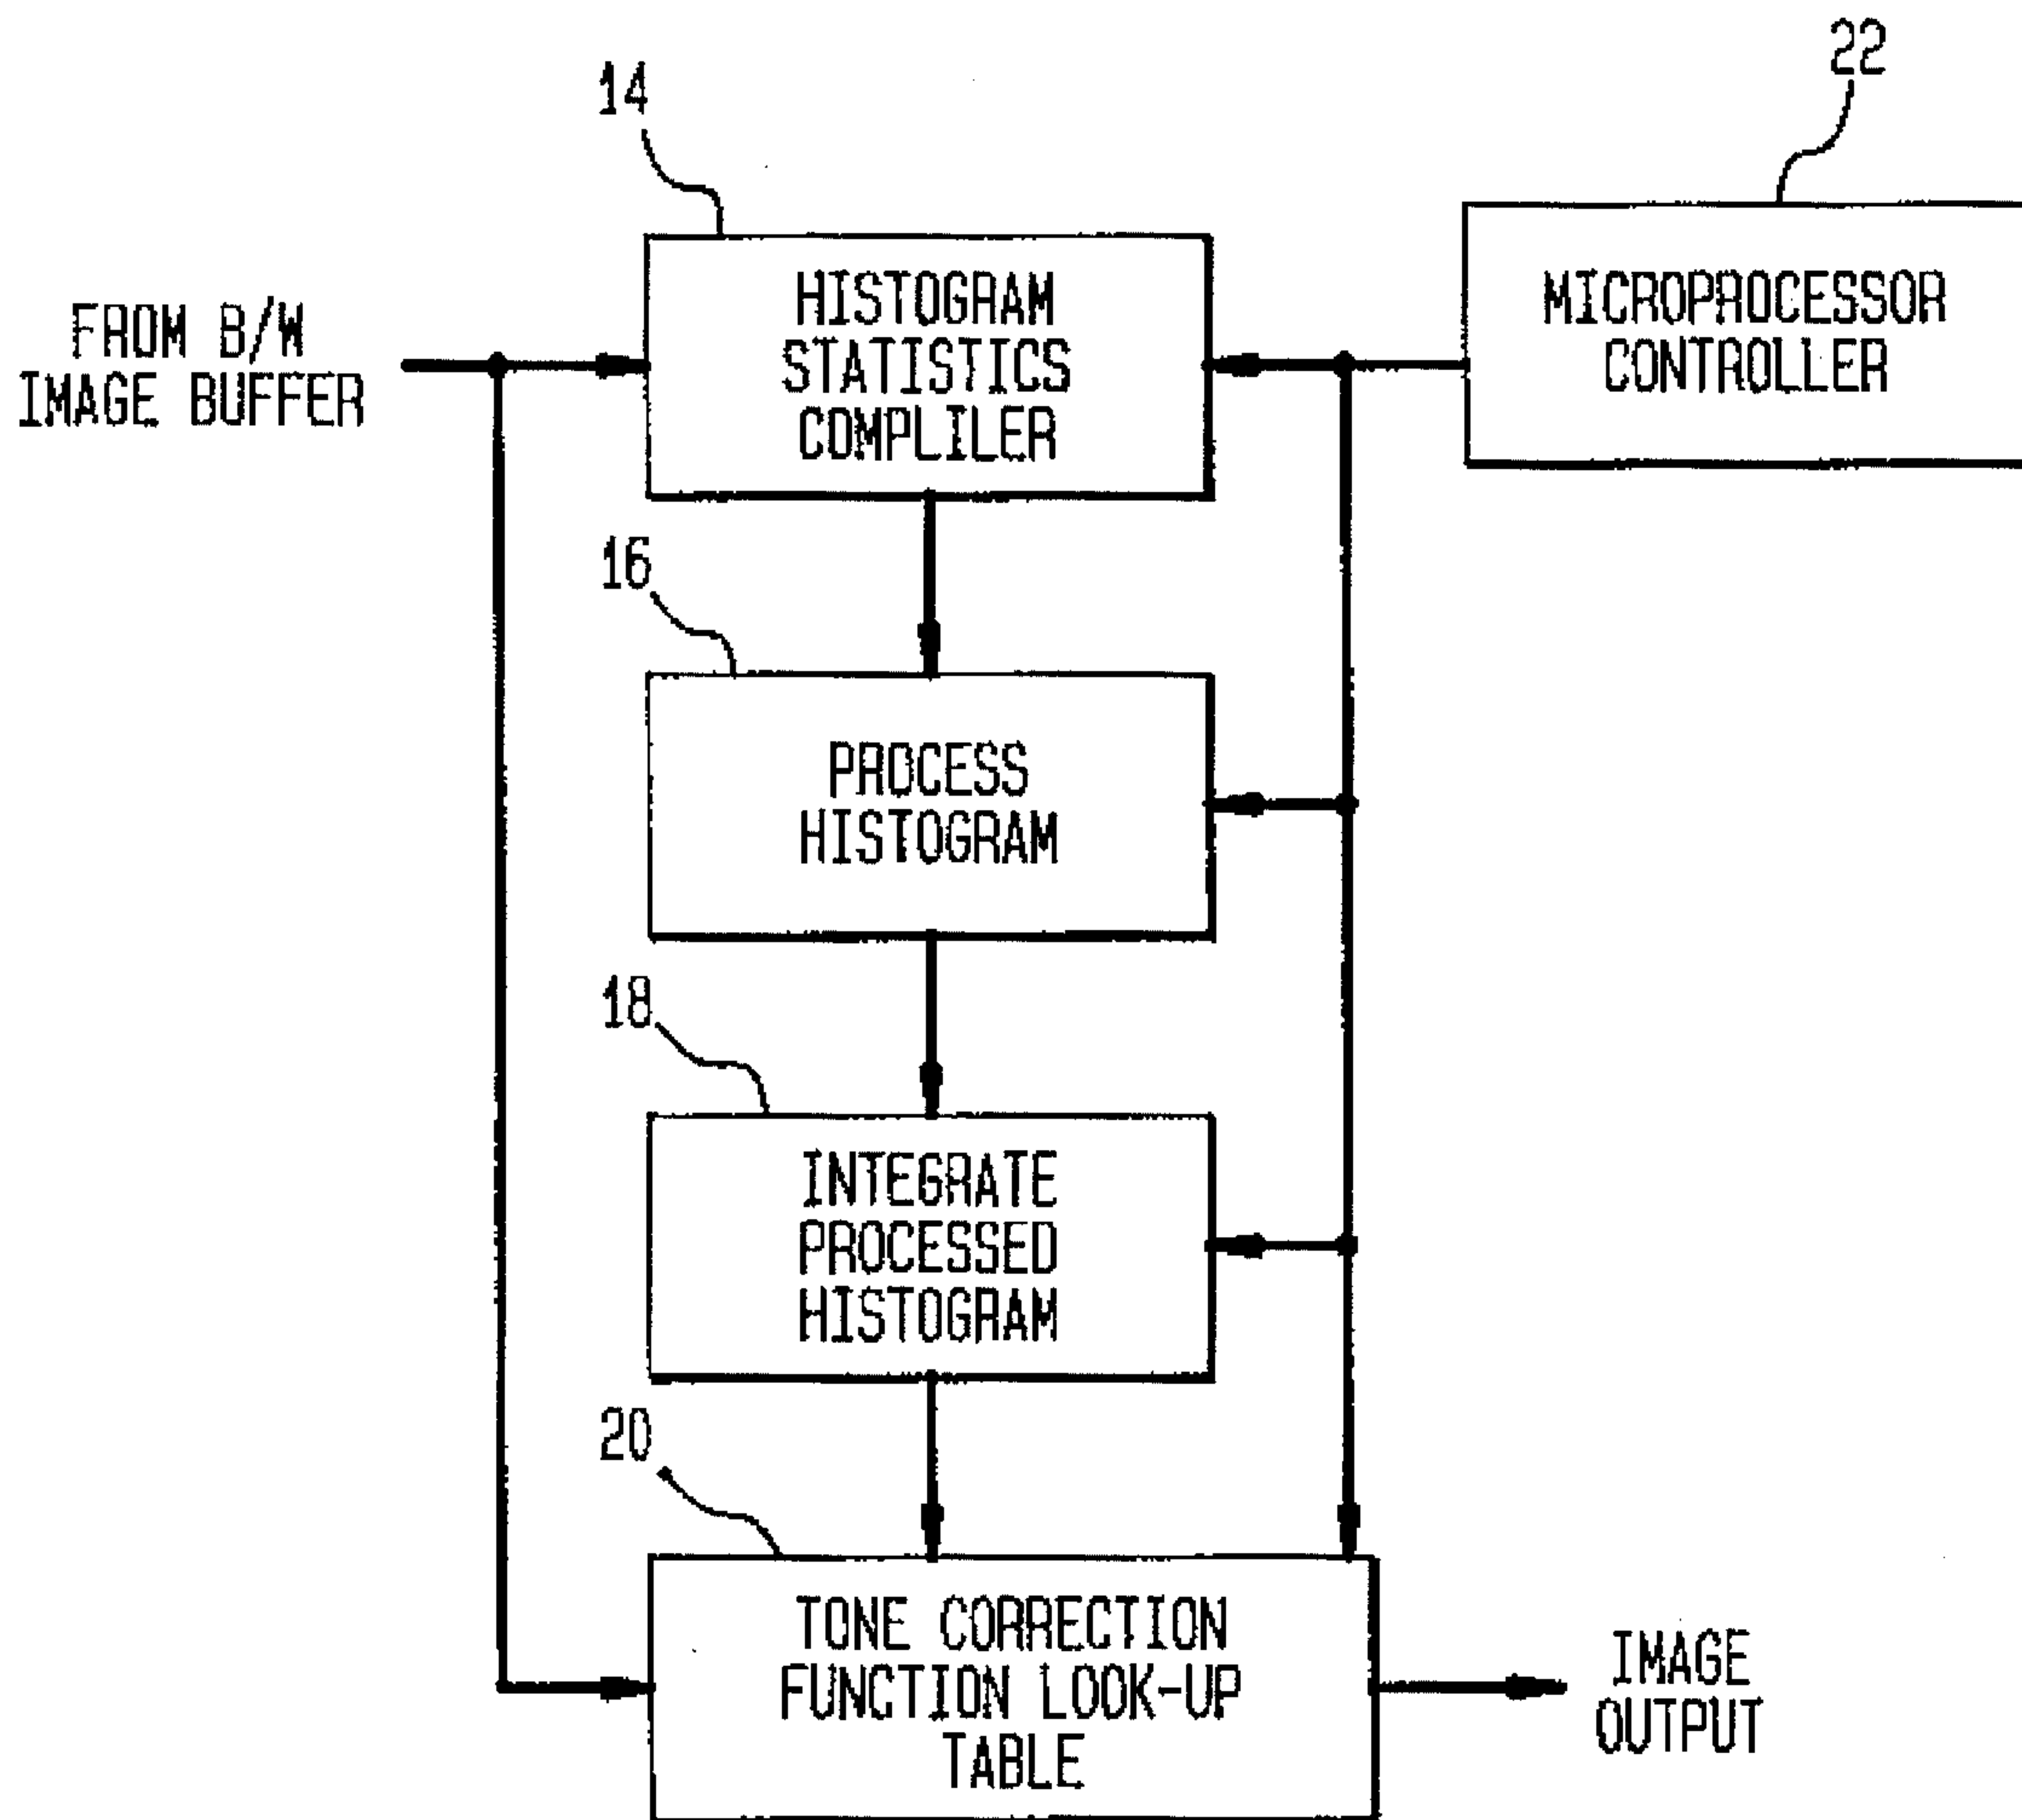 22
14
FROM B/W
IMAGE BUFFER
HISTOGRAM
STATISTICS
COMPLILER
MICROPROCESSOR
CONTROLLER
16
PROCESS
HISTOGRAM
18
INTEGRATE
PROCESSED
HISTOGRAM
20
TONE CORRECTION
FUNCTION LOOK-UP
TABLE
IMAGE
OUTPUT